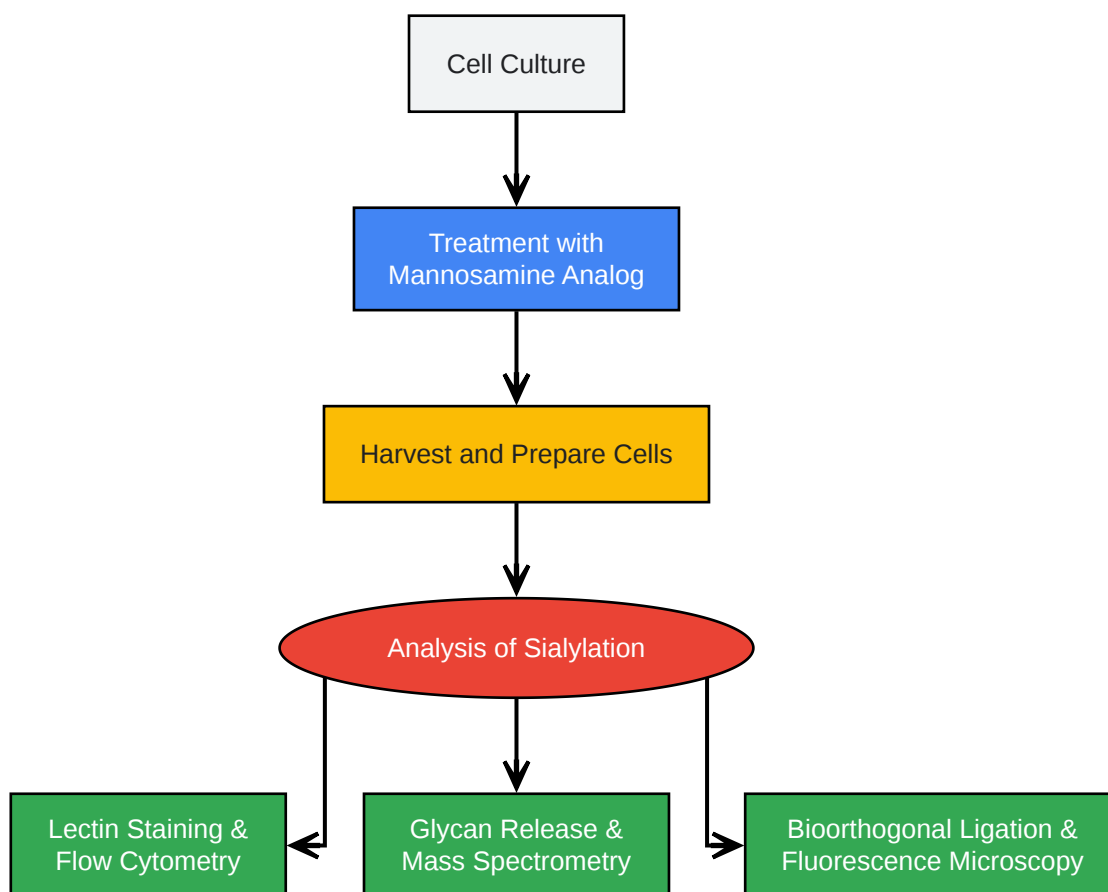 Cell Culture
Treatment with
Mannosamine Analog
Harvest and Prepare Cells
Analysis of Sialylation
Lectin Staining &
Flow Cytometry
Glycan Release &
Mass Spectrometry
Bioorthogonal Ligation &
Fluorescence Microscopy